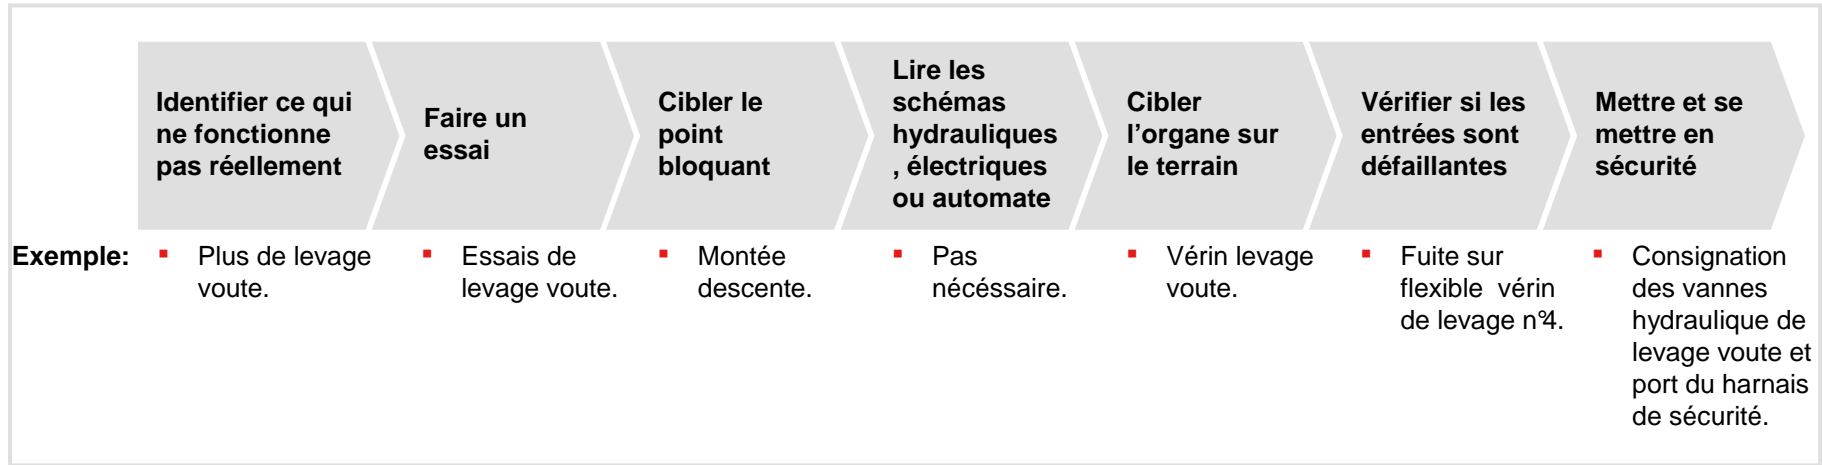 Identifier ce qui
ne fonctionne
pas réellement
Faire un
essai
Cibler le
point
bloquant
Lire les
schémas
hydrauliques
, électriques
ou automate
Cibler
l’organe sur
le terrain
Vérifier si les
entrées sont
défaillantes
Mettre et se
mettre en
sécurité
Exemple:
Plus de levage
voute.
Essais de
levage voute.
Montée
descente.
Pas
nécéssaire.
Vérin levage
voute.
Fuite sur
flexible vérin
de levage n°4.
Consignation
des vannes
hydraulique de
levage voute et
port du harnais
de sécurité.